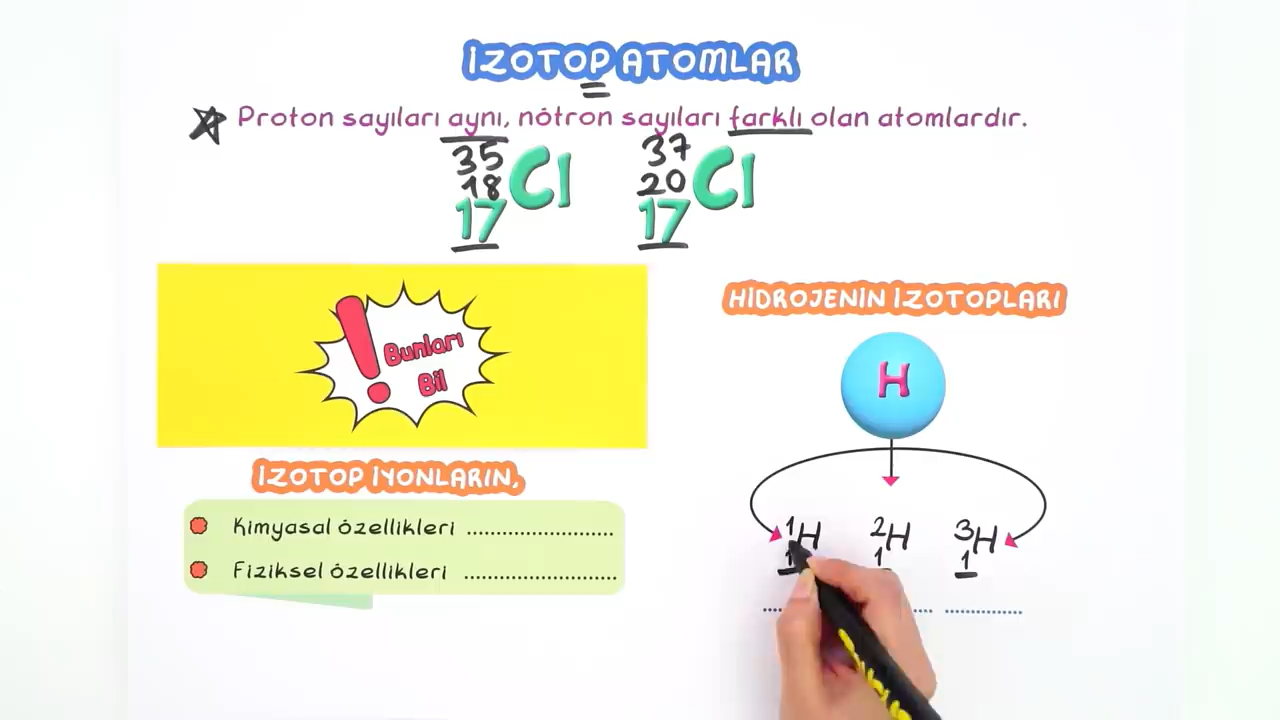 İZOTOP ATOMLAR
Proton sayıları aynı, nötron sayıları farklı olan atomlardır.
35 37
18 Cl 20 Cl
17 17
Bunları
Bil
HİDROJENİN İZOTOPLARI
H
1H 2H 3H
1 1 1
İZOTOP İYONLARIN,
Kimyasal özellikleri ....................
Fiziksel özellikleri ....................